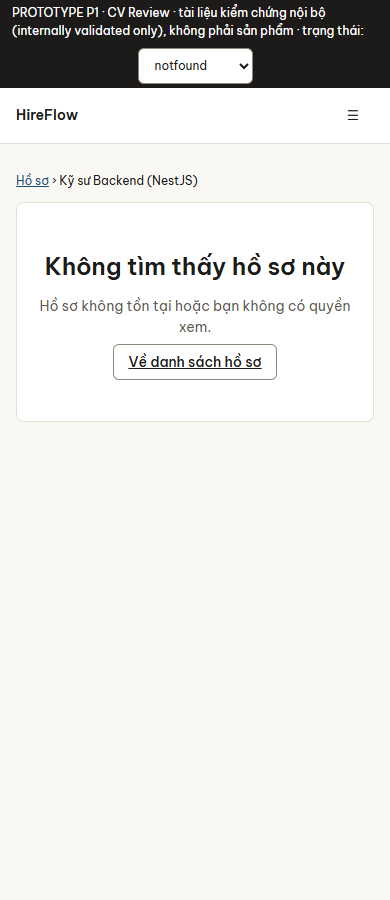 PROTOTYPE P1 · CV Review · tài liệu kiểm chứng nội bộ
(internally validated only), không phải sản phẩm · trạng thái:
notfound
HireFlow
☰
Hồ sơ › Kỹ sư Backend (NestJS)
Không tìm thấy hồ sơ này
Hồ sơ không tồn tại hoặc bạn không có quyền
xem.
Về danh sách hồ sơ